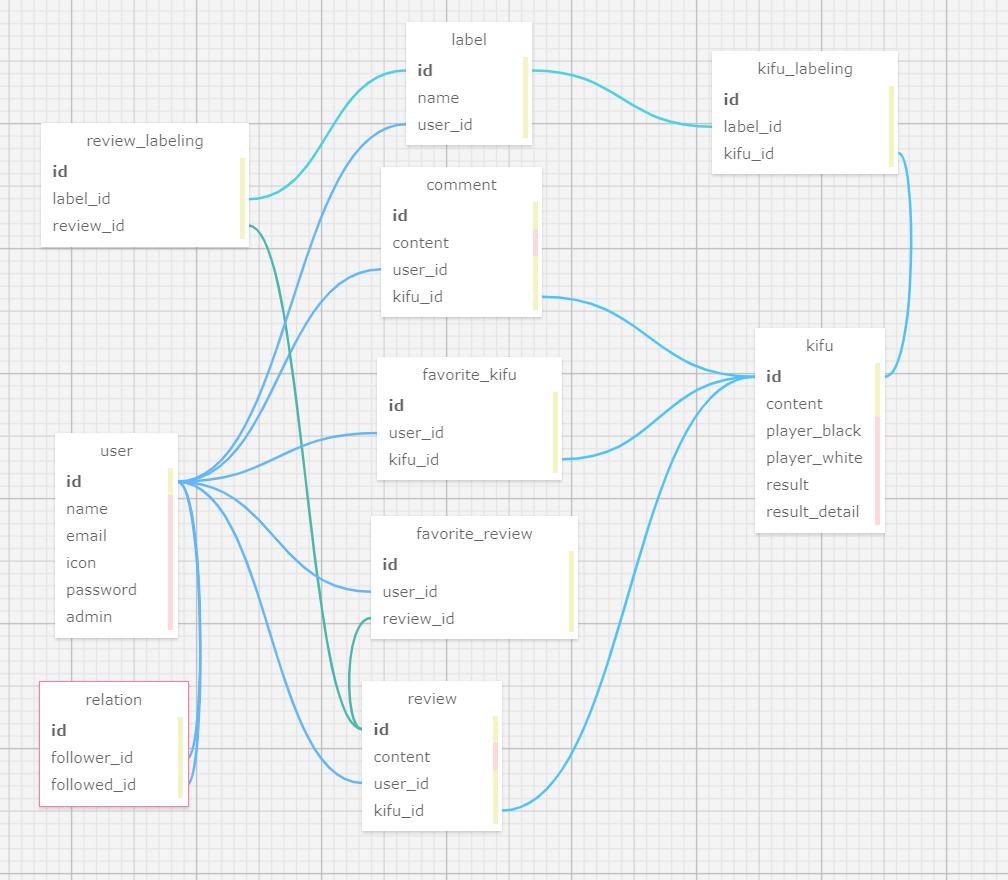 label
id
name
user_id
kifu_labeling
id
label_id
kifu_id
review_labeling
id
label_id
review_id
comment
id
content
user_id
kifu_id
kifu
id
content
player_black
player_white
result
result_detail
favorite_kifu
id
user_id
kifu_id
user
id
name
email
icon
password
admin
favorite_review
id
user_id
review_id
relation
id
follower_id
followed_id
review
id
content
user_id
kifu_id